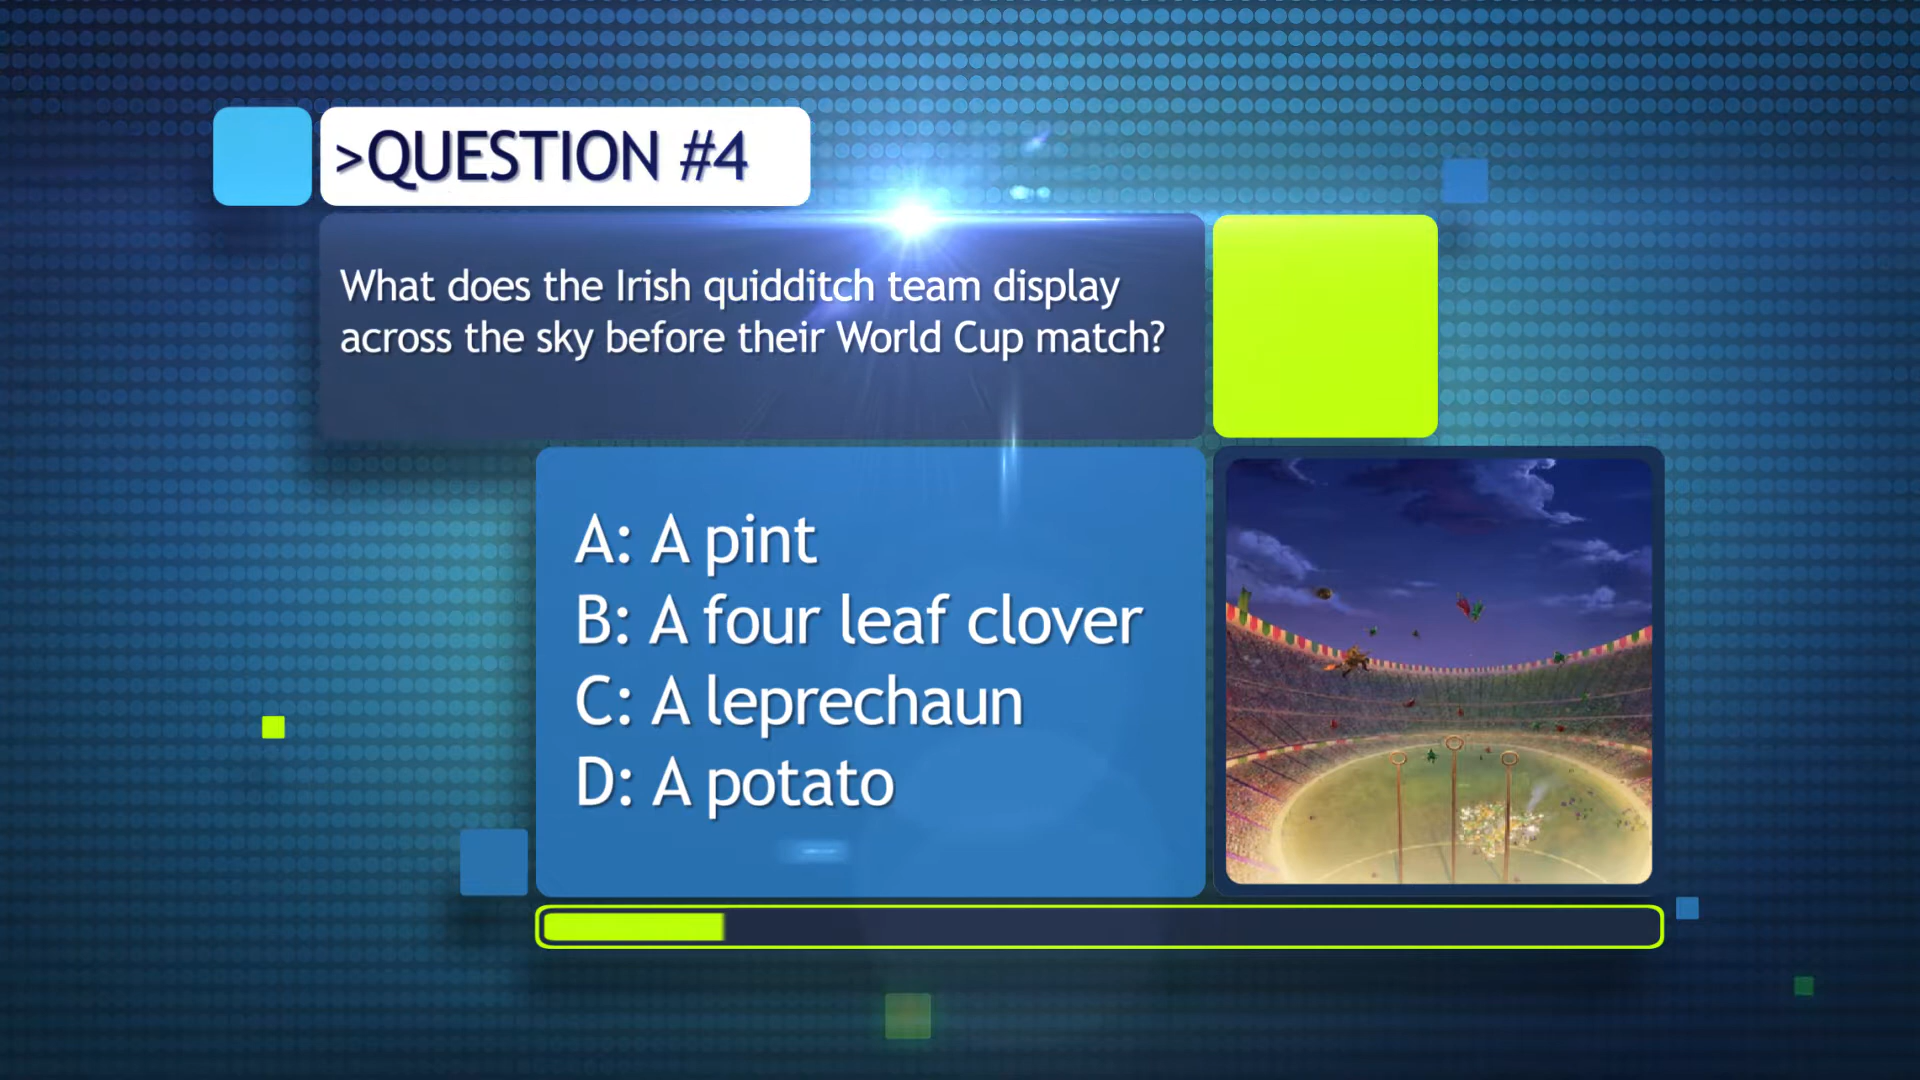 >QUESTION #4
What does the Irish quidditch team display
across the sky before their World Cup match?
A: A pint
B: A four leaf clover
C: A leprechaun
D: A potato